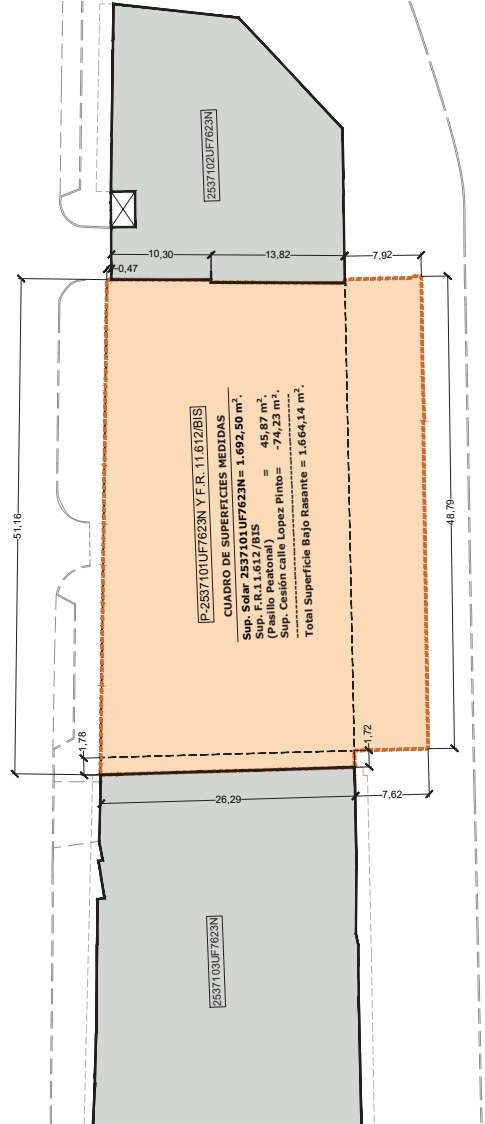 2537102UF7623N
10,30
13,82
7,92
0,47
51,16
48,79
P-2537101UF7623N Y F.R. 11.612/BIS
CUADRO DE SUPERFICIES MEDIDAS
Sup. Solar 2537101UF7623N= 1.692,50 m².
Sup. F.R.11.612/BIS = 45,87 m².
(Pasillo Peatonal)
Sup. Cesión calle Lopez Pinto= -74,23 m².
Total Superficie Bajo Rasante = 1.664,14 m².
1,78
1,72
26,29
7,62
2537103UF7623N